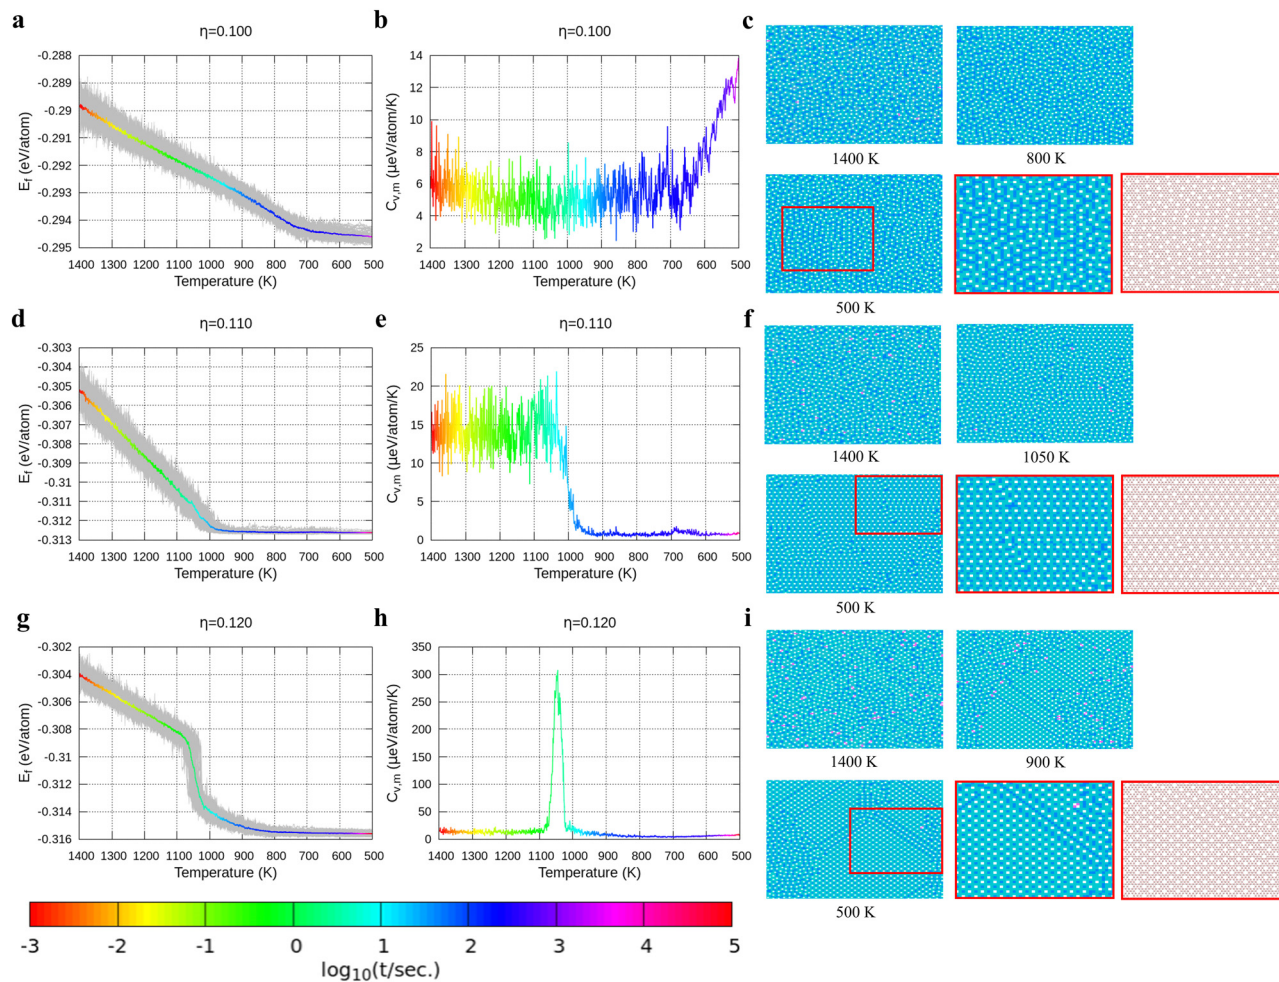 a
η=0.100
-0.288
-0.289
-0.29
-0.291
-0.292
-0.293
-0.294
-0.295
E_f (eV/atom)
1400 1300 1200 1100 1000 900 800 700 600 500
Temperature (K)
b
η=0.100
14
12
10
8
6
4
2
C_v,m (µeV/atom/K)
1400 1300 1200 1100 1000 900 800 700 600 500
Temperature (K)
c
1400 K
800 K
500 K
d
η=0.110
-0.303
-0.304
-0.305
-0.306
-0.307
-0.308
-0.309
-0.31
-0.311
-0.312
-0.313
E_f (eV/atom)
1400 1300 1200 1100 1000 900 800 700 600 500
Temperature (K)
e
η=0.110
25
20
15
10
5
0
C_v,m (µeV/atom/K)
1400 1300 1200 1100 1000 900 800 700 600 500
Temperature (K)
f
1400 K
1050 K
500 K
g
η=0.120
-0.302
-0.304
-0.306
-0.308
-0.31
-0.312
-0.314
-0.316
E_f (eV/atom)
1400 1300 1200 1100 1000 900 800 700 600 500
Temperature (K)
h
η=0.120
350
300
250
200
150
100
50
0
C_v,m (µeV/atom/K)
1400 1300 1200 1100 1000 900 800 700 600 500
Temperature (K)
i
1400 K
900 K
500 K
-3 -2 -1 0 1 2 3 4 5
log₁₀(t/sec.)